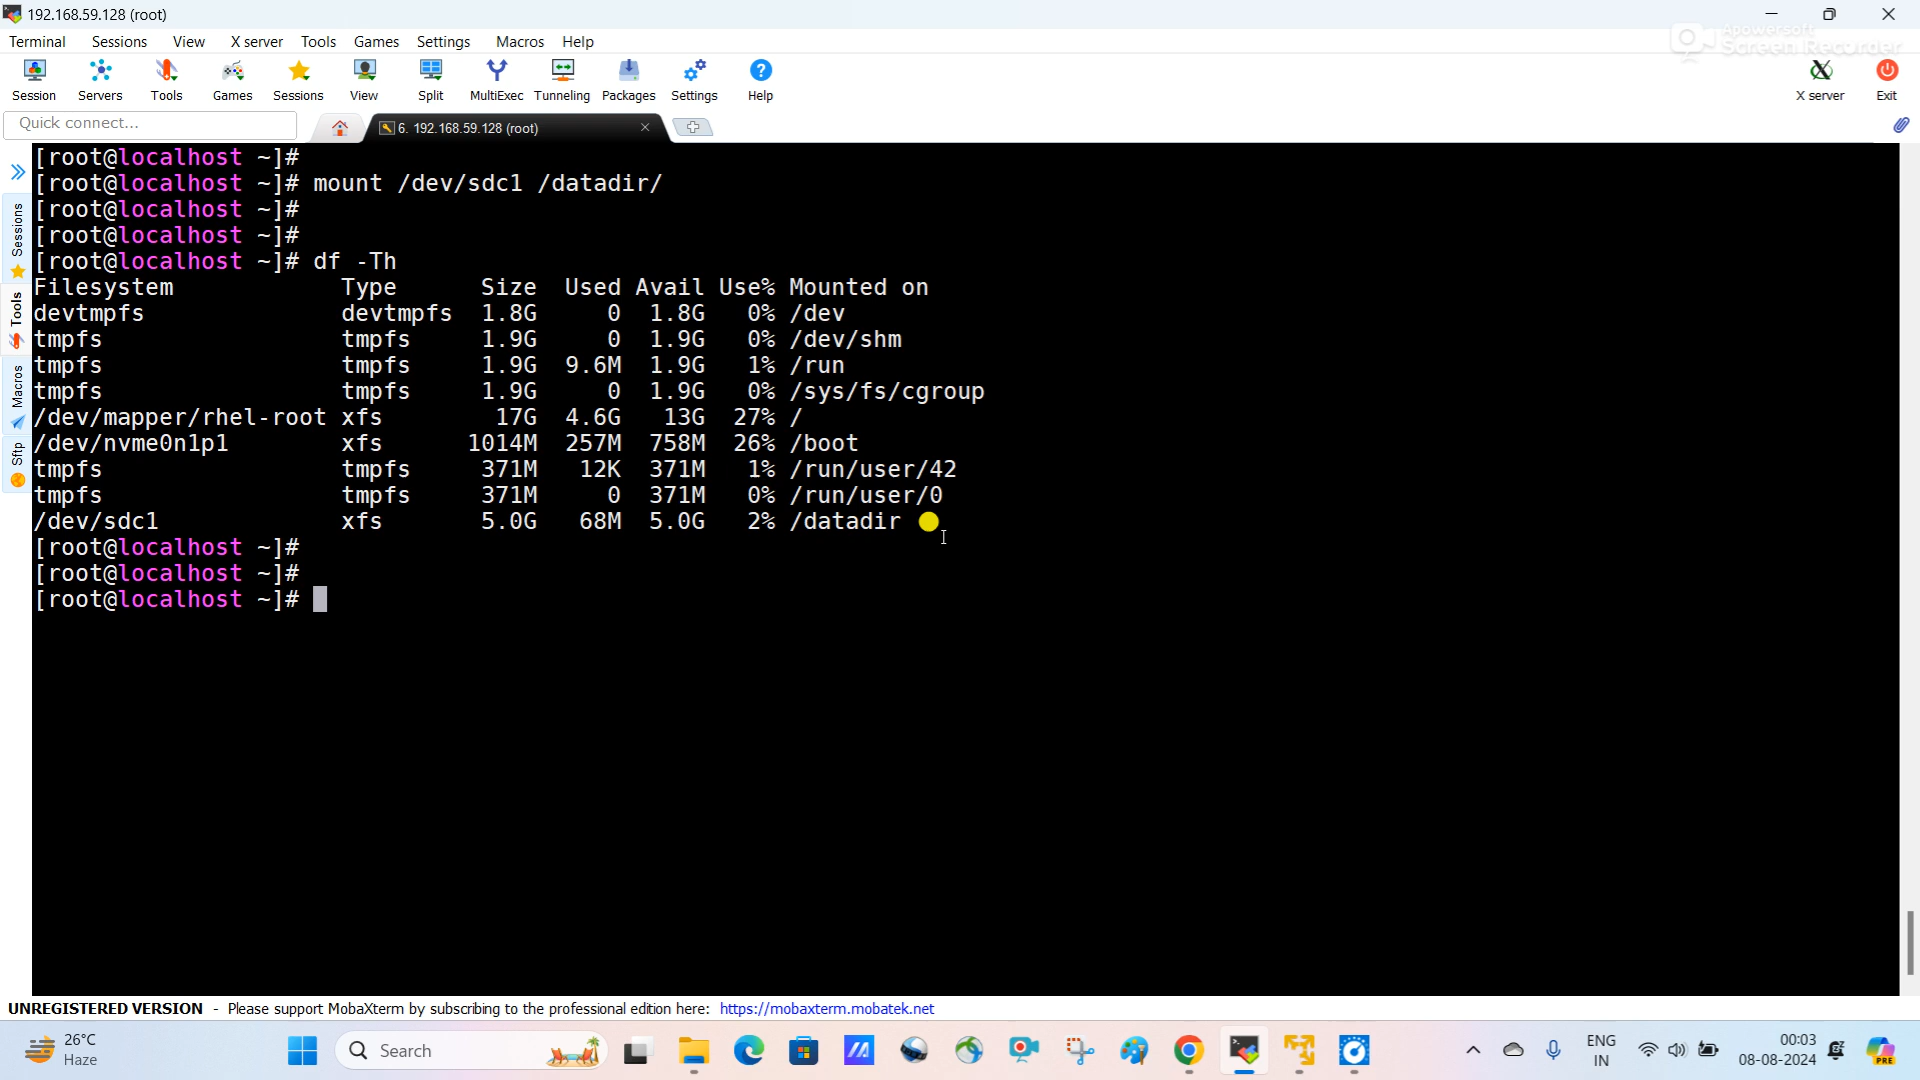 192.168.59.128 (root)
Terminal Sessions View X server Tools Games Settings Macros Help
Apowersoft
Screen Recorder
Session Servers Tools Games Sessions View Split MultiExec Tunneling Packages Settings Help X server Exit
Quick connect...
6. 192.168.59.128 (root)
Sessions
Tools
Macros
Sftp
[root@localhost ~]#
[root@localhost ~]# mount /dev/sdc1 /datadir/
[root@localhost ~]#
[root@localhost ~]#
[root@localhost ~]# df -Th
Filesystem Type Size Used Avail Use% Mounted on
devtmpfs devtmpfs 1.8G 0 1.8G 0% /dev
tmpfs tmpfs 1.9G 0 1.9G 0% /dev/shm
tmpfs tmpfs 1.9G 9.6M 1.9G 1% /run
tmpfs tmpfs 1.9G 0 1.9G 0% /sys/fs/cgroup
/dev/mapper/rhel-root xfs 17G 4.6G 13G 27% /
/dev/nvme0n1p1 xfs 1014M 257M 758M 26% /boot
tmpfs tmpfs 371M 12K 371M 1% /run/user/42
tmpfs tmpfs 371M 0 371M 0% /run/user/0
/dev/sdc1 xfs 5.0G 68M 5.0G 2% /datadir
[root@localhost ~]#
[root@localhost ~]#
[root@localhost ~]#
UNREGISTERED VERSION - Please support MobaXterm by subscribing to the professional edition here: https://mobaxterm.mobatek.net
26°C
Haze
Search
ENG
IN
00:03
08-08-2024
PRE